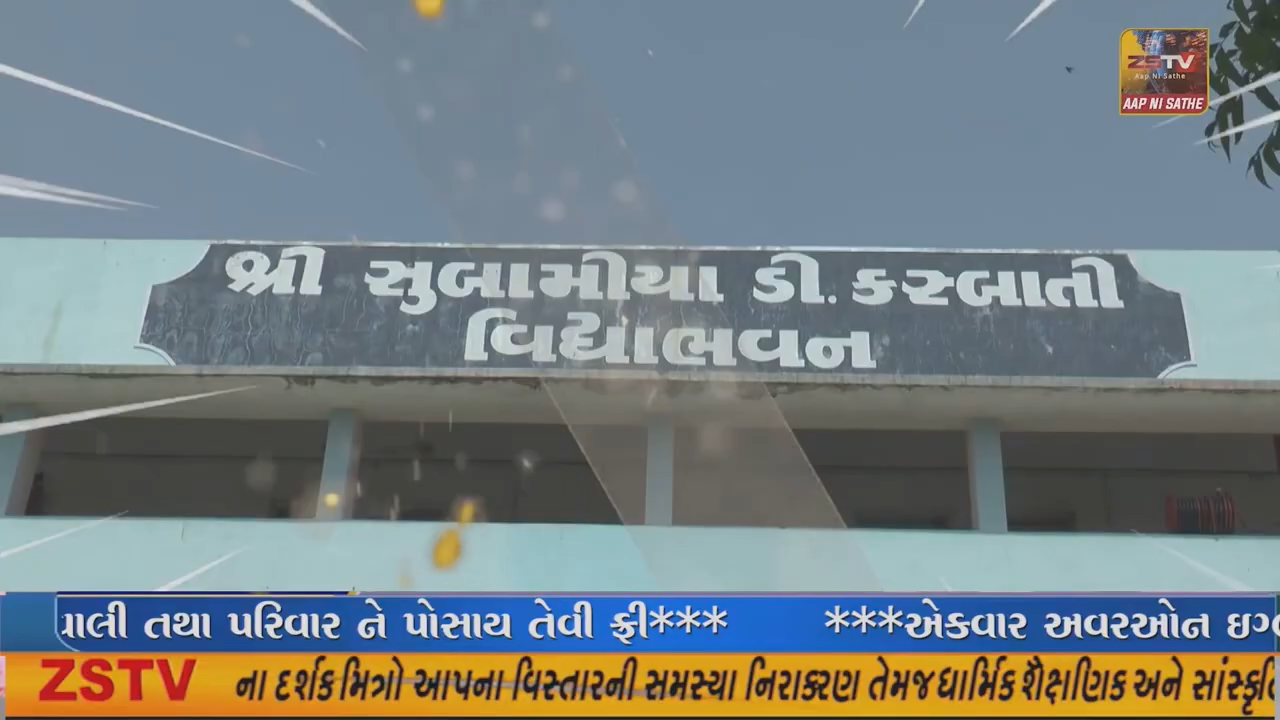 ZSTV
Aap Ni Sathe
AAP NI SATHE
શ્રી સુબામીયા ડી. કરબાતી
વિદ્યાભવન
લી તથા પરિવાર ને પોસાય તેવી ફ્રી*** ***એકવાર અવરઓન
ZSTV ના દર્શક મિત્રો આપના વિસ્તારની સમસ્યા નિરાકરણ તેમજ ધાર્મિક શૈક્ષણિક અને